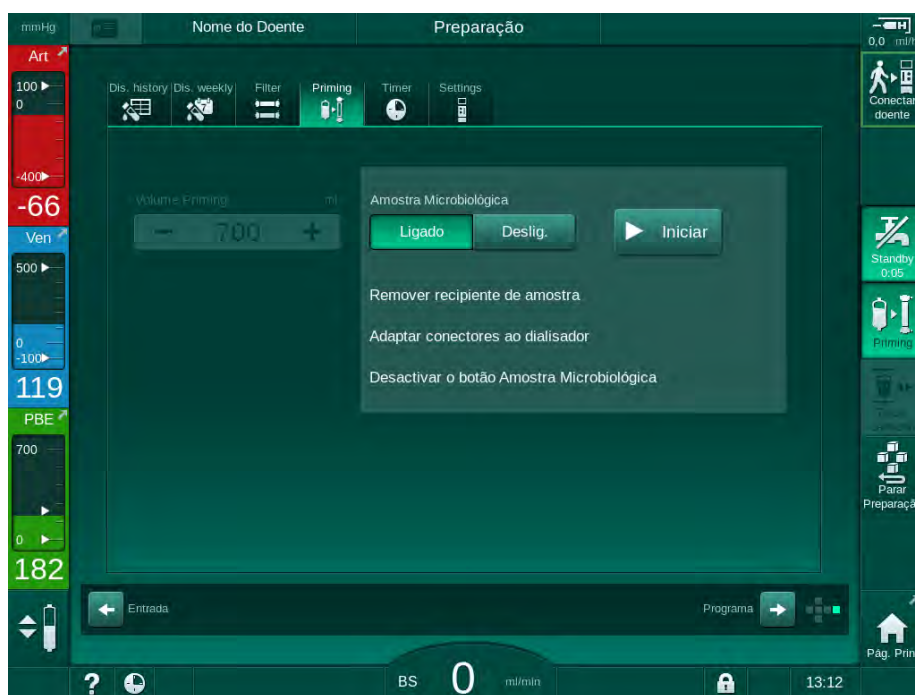 mmHg
Nome do Doente
Preparação
0,0 ml/h
Art
100
0
-400
-66
Ven
500
0
-100
119
PBE
700
0
182
Dis. history
Dis. weekly
Filter
Priming
Timer
Settings
Volume Priming ml
700
Amostra Microbiológica
Ligado
Deslig.
Iniciar
Remover recipiente de amostra
Adaptar conectores ao dialisador
Desactivar o botão Amostra Microbiológica
Entrada
Programa
Conectar
doente
Standby
0:05
Priming
Parar
Preparaçã
Pág. Prin
?
BS 0 ml/min
13:12